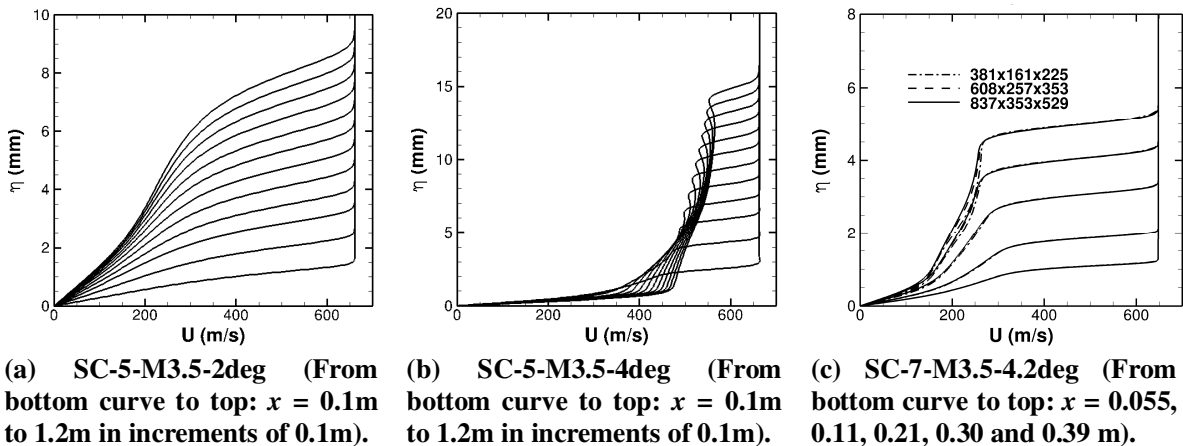 10
8
6
4
2
0
η (mm)
0 200 400 600
U (m/s)
20
15
10
5
0
η (mm)
0 200 400 600
U (m/s)
8
6
4
2
0
η (mm)
381x161x225
608x257x353
837x353x529
0 200 400 600
U (m/s)
(a) SC-5-M3.5-2deg (From
bottom curve to top: x = 0.1m
to 1.2m in increments of 0.1m).
(b) SC-5-M3.5-4deg (From
bottom curve to top: x = 0.1m
to 1.2m in increments of 0.1m).
(c) SC-7-M3.5-4.2deg (From
bottom curve to top: x = 0.055,
0.11, 0.21, 0.30 and 0.39 m).